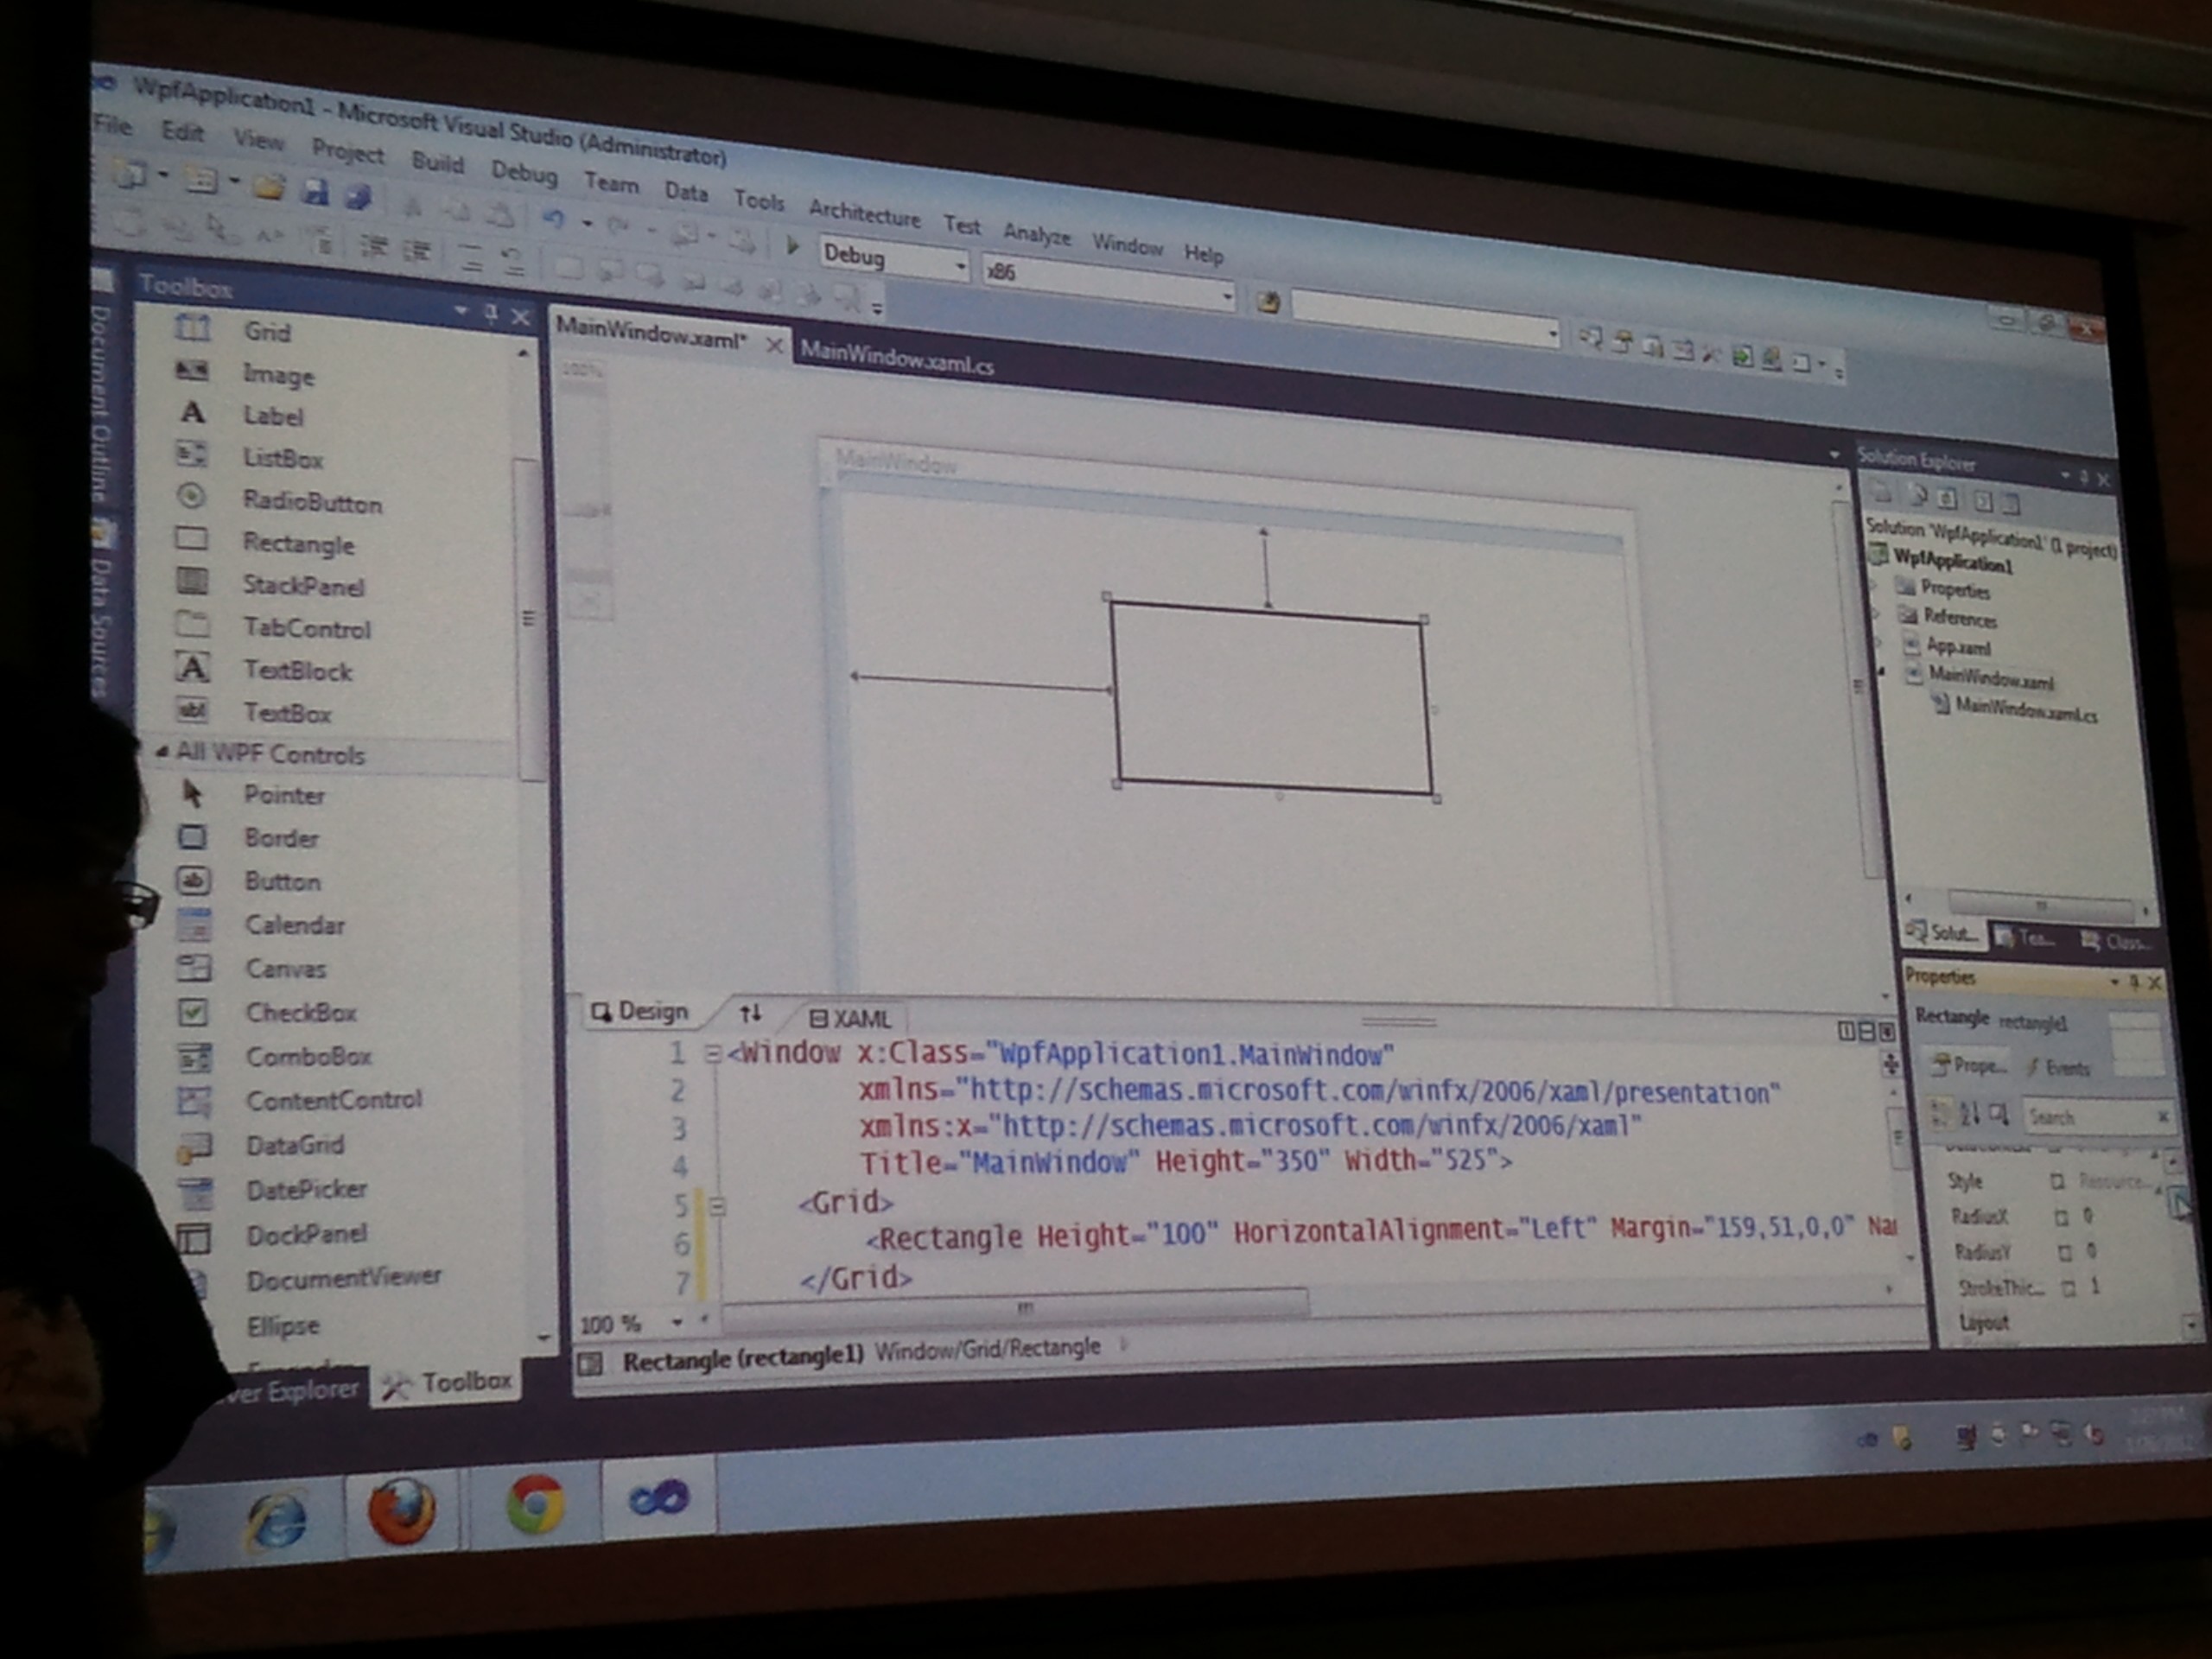 WpfApplication1 - Microsoft Visual Studio (Administrator)
File Edit View Project Build Debug Team Data Tools Architecture Test Analyze Window Help
Debug x86
Document Outline
Data Sources
Toolbox
Grid
Image
Label
ListBox
RadioButton
Rectangle
StackPanel
TabControl
TextBlock
TextBox
All WPF Controls
Pointer
Border
Button
Calendar
Canvas
CheckBox
ComboBox
ContentControl
DataGrid
DatePicker
DockPanel
DocumentViewer
Ellipse
ver Explorer Toolbox
MainWindow.xaml* MainWindow.xaml.cs
100%
MainWindow
Design XAML
1 <Window x:Class="WpfApplication1.MainWindow"
2 xmlns="http://schemas.microsoft.com/winfx/2006/xaml/presentation"
3 xmlns:x="http://schemas.microsoft.com/winfx/2006/xaml"
4 Title="MainWindow" Height="350" Width="525">
5 <Grid>
6 <Rectangle Height="100" HorizontalAlignment="Left" Margin="159,51,0,0" Nar
7 </Grid>
100 %
Rectangle (rectangle1) Window/Grid/Rectangle
Solution Explorer
Solution 'WpfApplication1' (1 project)
WpfApplication1
Properties
References
App.xaml
MainWindow.xaml
MainWindow.xaml.cs
Solut... Tea... Class...
Properties
Rectangle rectangle1
Prope... Events
Search
Style Resource...
RadiusX 0
RadiusY 0
StrokeThic... 1
Layout